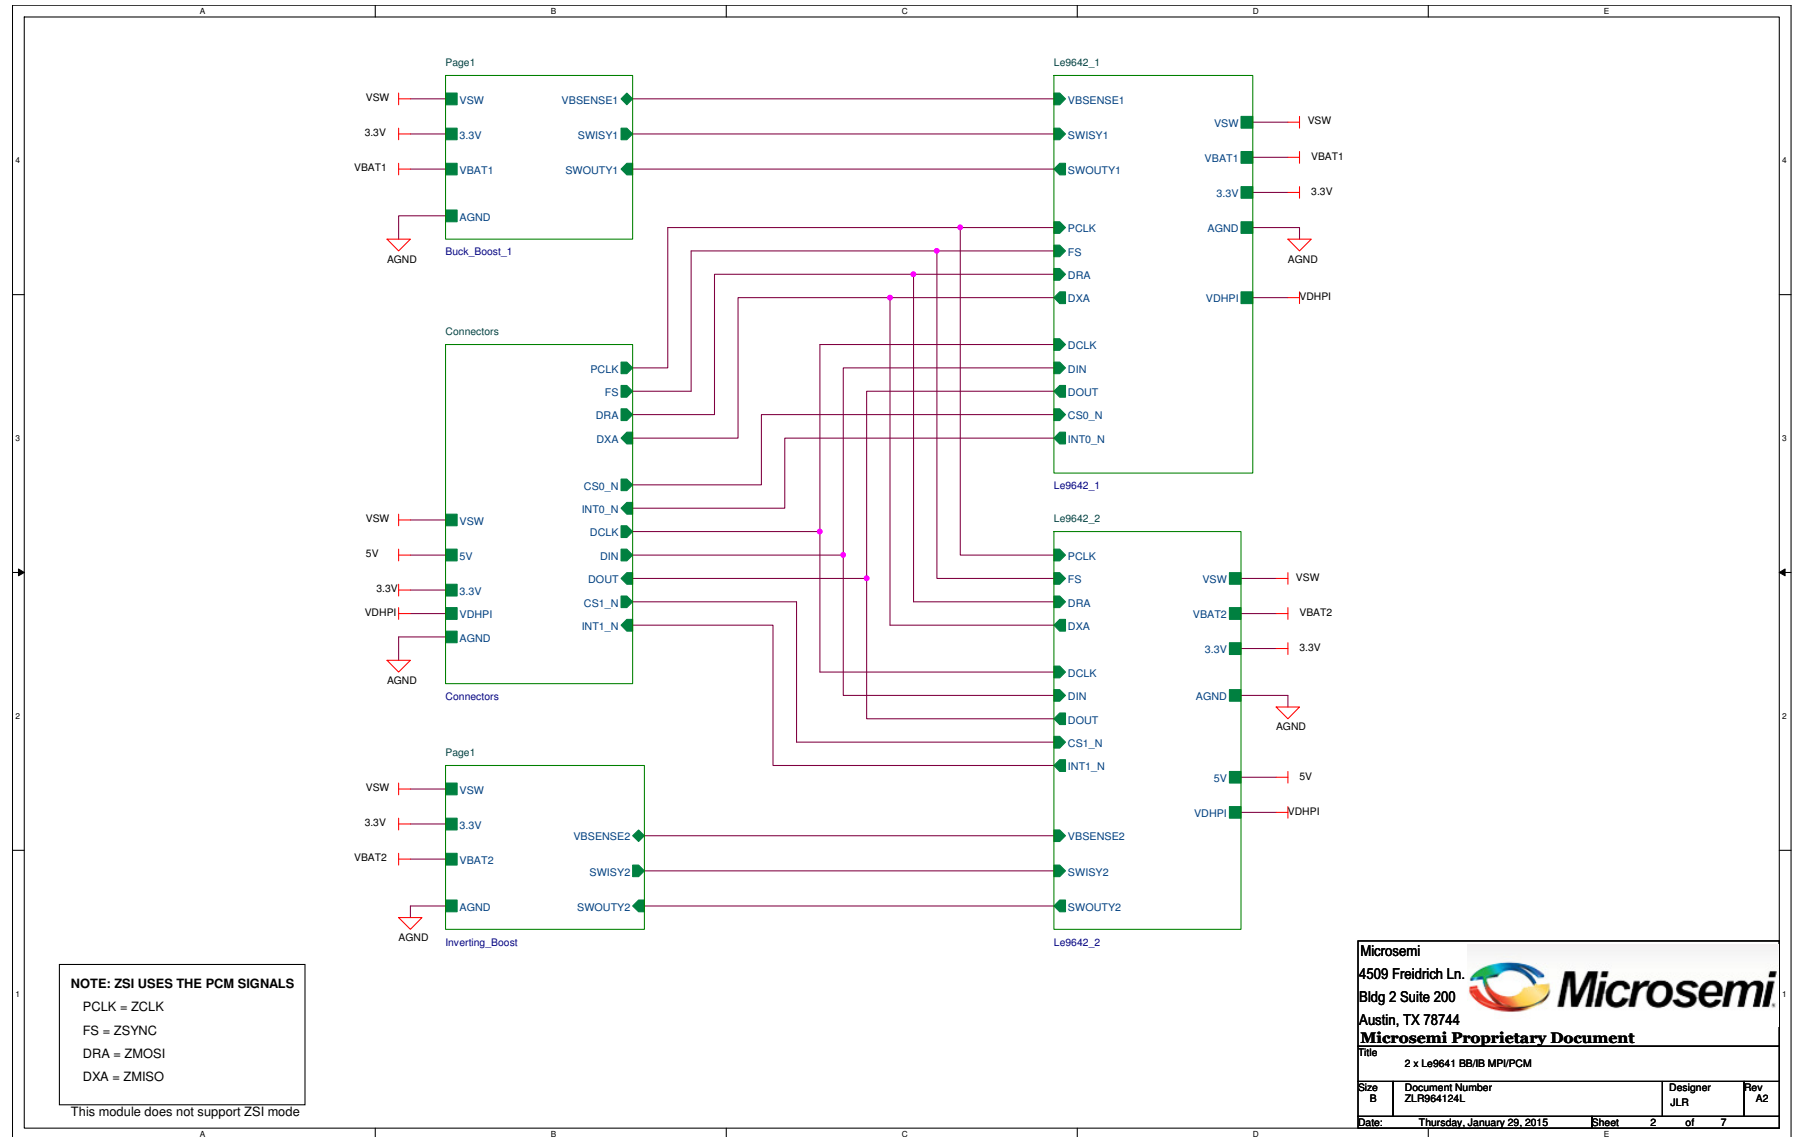 A B C D E
Page1
VSW VSW VBSENSE1
3.3V 3.3V SWISY1
VBAT1 VBAT1 SWOUTY1
AGND
AGND
Buck_Boost_1
Le9642_1
VBSENSE1
SWISY1
SWOUTY1
PCLK
FS
DRA
DXA
DCLK
DIN
DOUT
CS0_N
INT0_N
VSW VSW
VBAT1 VBAT1
3.3V 3.3V
AGND
AGND
VDHPI VDHPI
Le9642_1
4 4
Connectors
PCLK
FS
DRA
DXA
CS0_N
INT0_N
DCLK
DIN
DOUT
CS1_N
INT1_N
VSW VSW
5V 5V
3.3V 3.3V
VDHPI VDHPI
AGND
AGND
Connectors
3 3
Le9642_2
PCLK
FS
DRA
DXA
DCLK
DIN
DOUT
CS1_N
INT1_N
VBSENSE2
SWISY2
SWOUTY2
VSW VSW
VBAT2 VBAT2
3.3V 3.3V
AGND
AGND
5V 5V
VDHPI VDHPI
Le9642_2
2 2
Page1
VSW VSW
3.3V 3.3V VBSENSE2
VBAT2 VBAT2 SWISY2
AGND SWOUTY2
AGND
Inverting_Boost
1 1
NOTE: ZSI USES THE PCM SIGNALS
PCLK = ZCLK
FS = ZSYNC
DRA = ZMOSI
DXA = ZMISO
This module does not support ZSI mode
Microsemi
4509 Freidrich Ln.
Bldg 2 Suite 200
Austin, TX 78744
Microsemi
Microsemi Proprietary Document
Title
2 x Le9641 BB/IB MPI/PCM
Size Document Number Designer Rev
B ZLR964124L JLR A2
Date: Thursday, January 29, 2015 Sheet 2 of 7
A B C D E